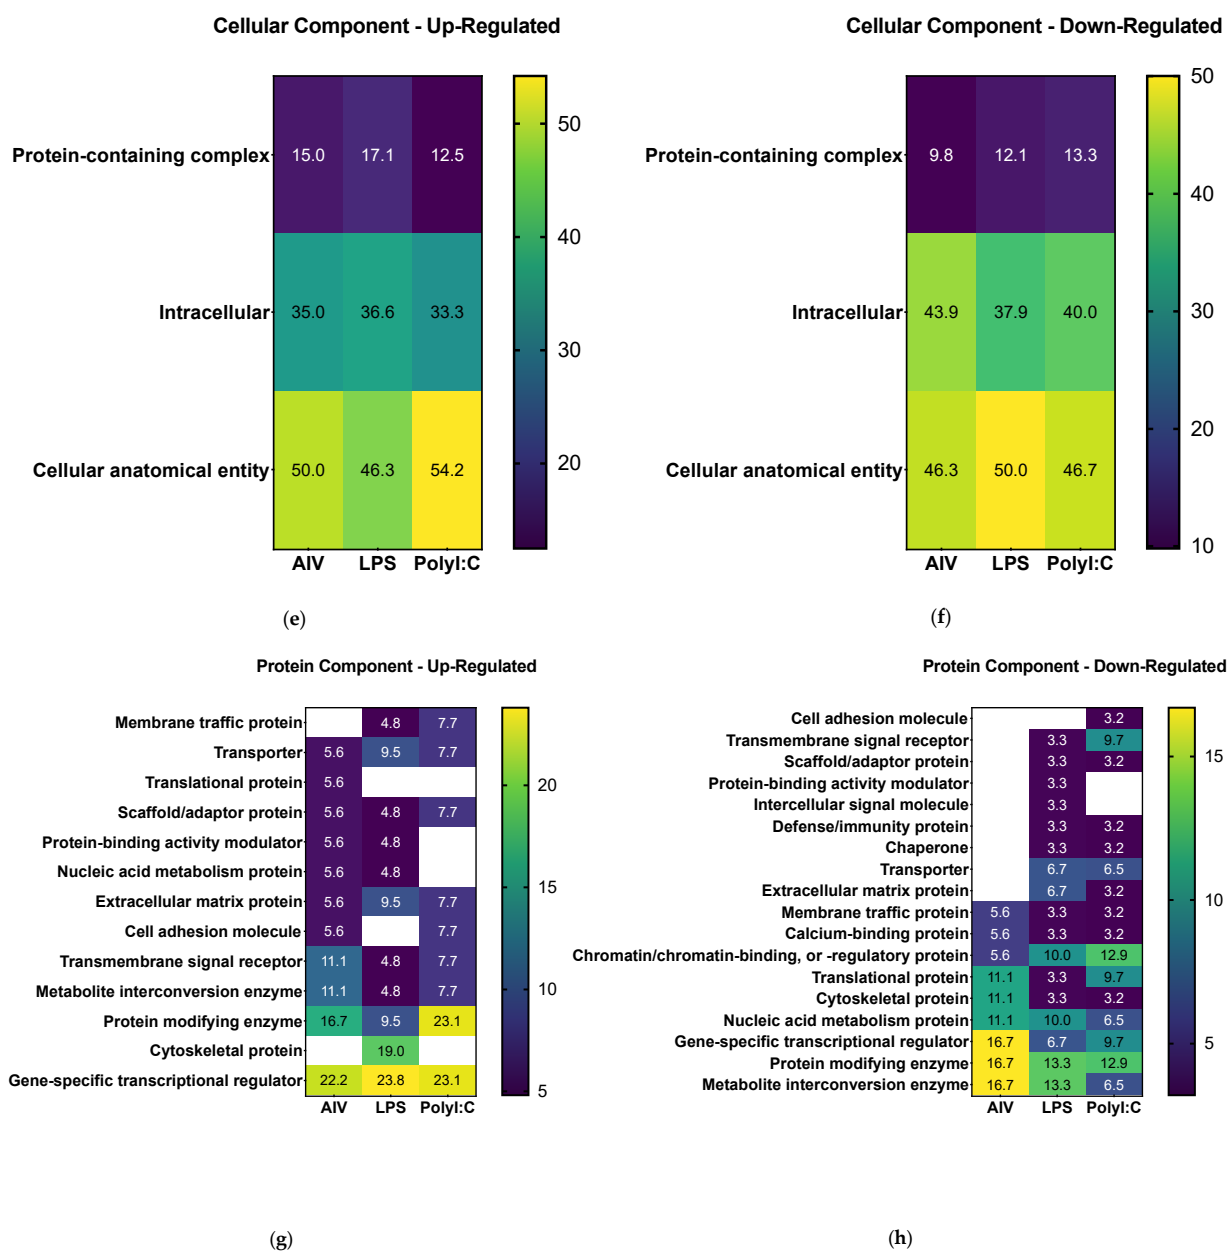 Cellular Component - Up-Regulated
Protein-containing complex 15.0 17.1 12.5
Intracellular 35.0 36.6 33.3
Cellular anatomical entity 50.0 46.3 54.2
AIV LPS PolyI:C
50
40
30
20
(e)
Cellular Component - Down-Regulated
Protein-containing complex 9.8 12.1 13.3
Intracellular 43.9 37.9 40.0
Cellular anatomical entity 46.3 50.0 46.7
AIV LPS PolyI:C
50
40
30
20
10
(f)
Protein Component - Up-Regulated
Membrane traffic protein 4.8 7.7
Transporter 5.6 9.5 7.7
Translational protein 5.6
Scaffold/adaptor protein 5.6 4.8 7.7
Protein-binding activity modulator 5.6 4.8
Nucleic acid metabolism protein 5.6 4.8
Extracellular matrix protein 5.6 9.5 7.7
Cell adhesion molecule 5.6 7.7
Transmembrane signal receptor 11.1 4.8 7.7
Metabolite interconversion enzyme 11.1 4.8 7.7
Protein modifying enzyme 16.7 9.5 23.1
Cytoskeletal protein 19.0
Gene-specific transcriptional regulator 22.2 23.8 23.1
AIV LPS PolyI:C
20
15
10
5
(g)
Protein Component - Down-Regulated
Cell adhesion molecule 3.2
Transmembrane signal receptor 3.3 9.7
Scaffold/adaptor protein 3.3 3.2
Protein-binding activity modulator 3.3
Intercellular signal molecule 3.3
Defense/immunity protein 3.3 3.2
Chaperone 3.3 3.2
Transporter 6.7 6.5
Extracellular matrix protein 6.7 3.2
Membrane traffic protein 5.6 3.3 3.2
Calcium-binding protein 5.6 3.3 3.2
Chromatin/chromatin-binding, or -regulatory protein 5.6 10.0 12.9
Translational protein 11.1 3.3 9.7
Cytoskeletal protein 11.1 3.3 3.2
Nucleic acid metabolism protein 11.1 10.0 6.5
Gene-specific transcriptional regulator 16.7 6.7 9.7
Protein modifying enzyme 16.7 13.3 12.9
Metabolite interconversion enzyme 16.7 13.3 6.5
AIV LPS PolyI:C
15
10
5
(h)